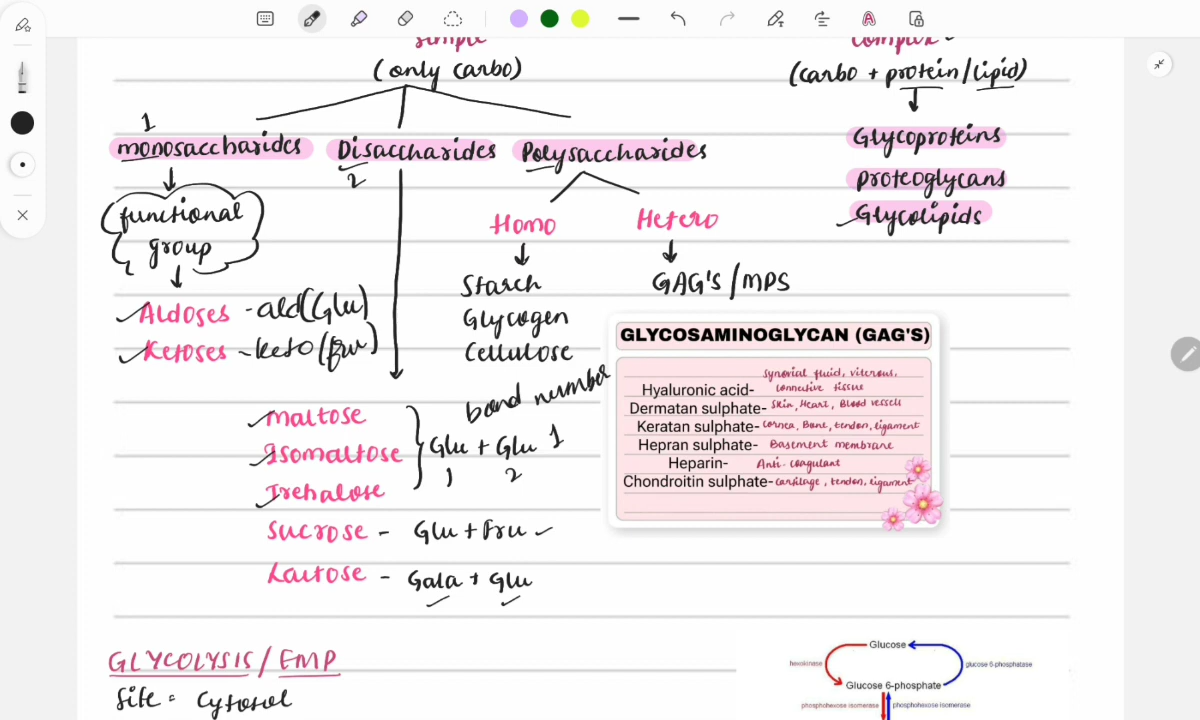 simple
(only carbo)
complex
(carbo + protein/lipid)
1
monosaccharides
Disaccharides
2
Polysaccharides
Glycoproteins
proteoglycans
Glycolipids
functional
group
Homo
Hetero
Starch
Glycogen
Cellulose
GAG'S / MPS
Aldoses - ald(Glu)
Ketoses - keto (fru)
GLYCOSAMINOGLYCAN (GAG'S)
Hyaluronic acid- synovial fluid, vitreous, connective tissue
Dermatan sulphate- Skin, Heart, Blood vessell
Keratan sulphate- Cornea, Bone, tendon, ligament
Hepran sulphate- Basement membrane
Heparin- Anti-coagulant
Chondroitin sulphate- cartilage, tendon, ligament
bond number
maltose
Isomaltose
Trehalose
Glu + Glu 1
1 2
Sucrose - Glu + Fru
Lactose - Gala + Glu
GLYCOLYSIS / EMP
Site = Cytosol
Glucose
hexokinase
glucose 6 phosphatase
Glucose 6-phosphate
phosphohexose isomerase
phosphohexose isomerase